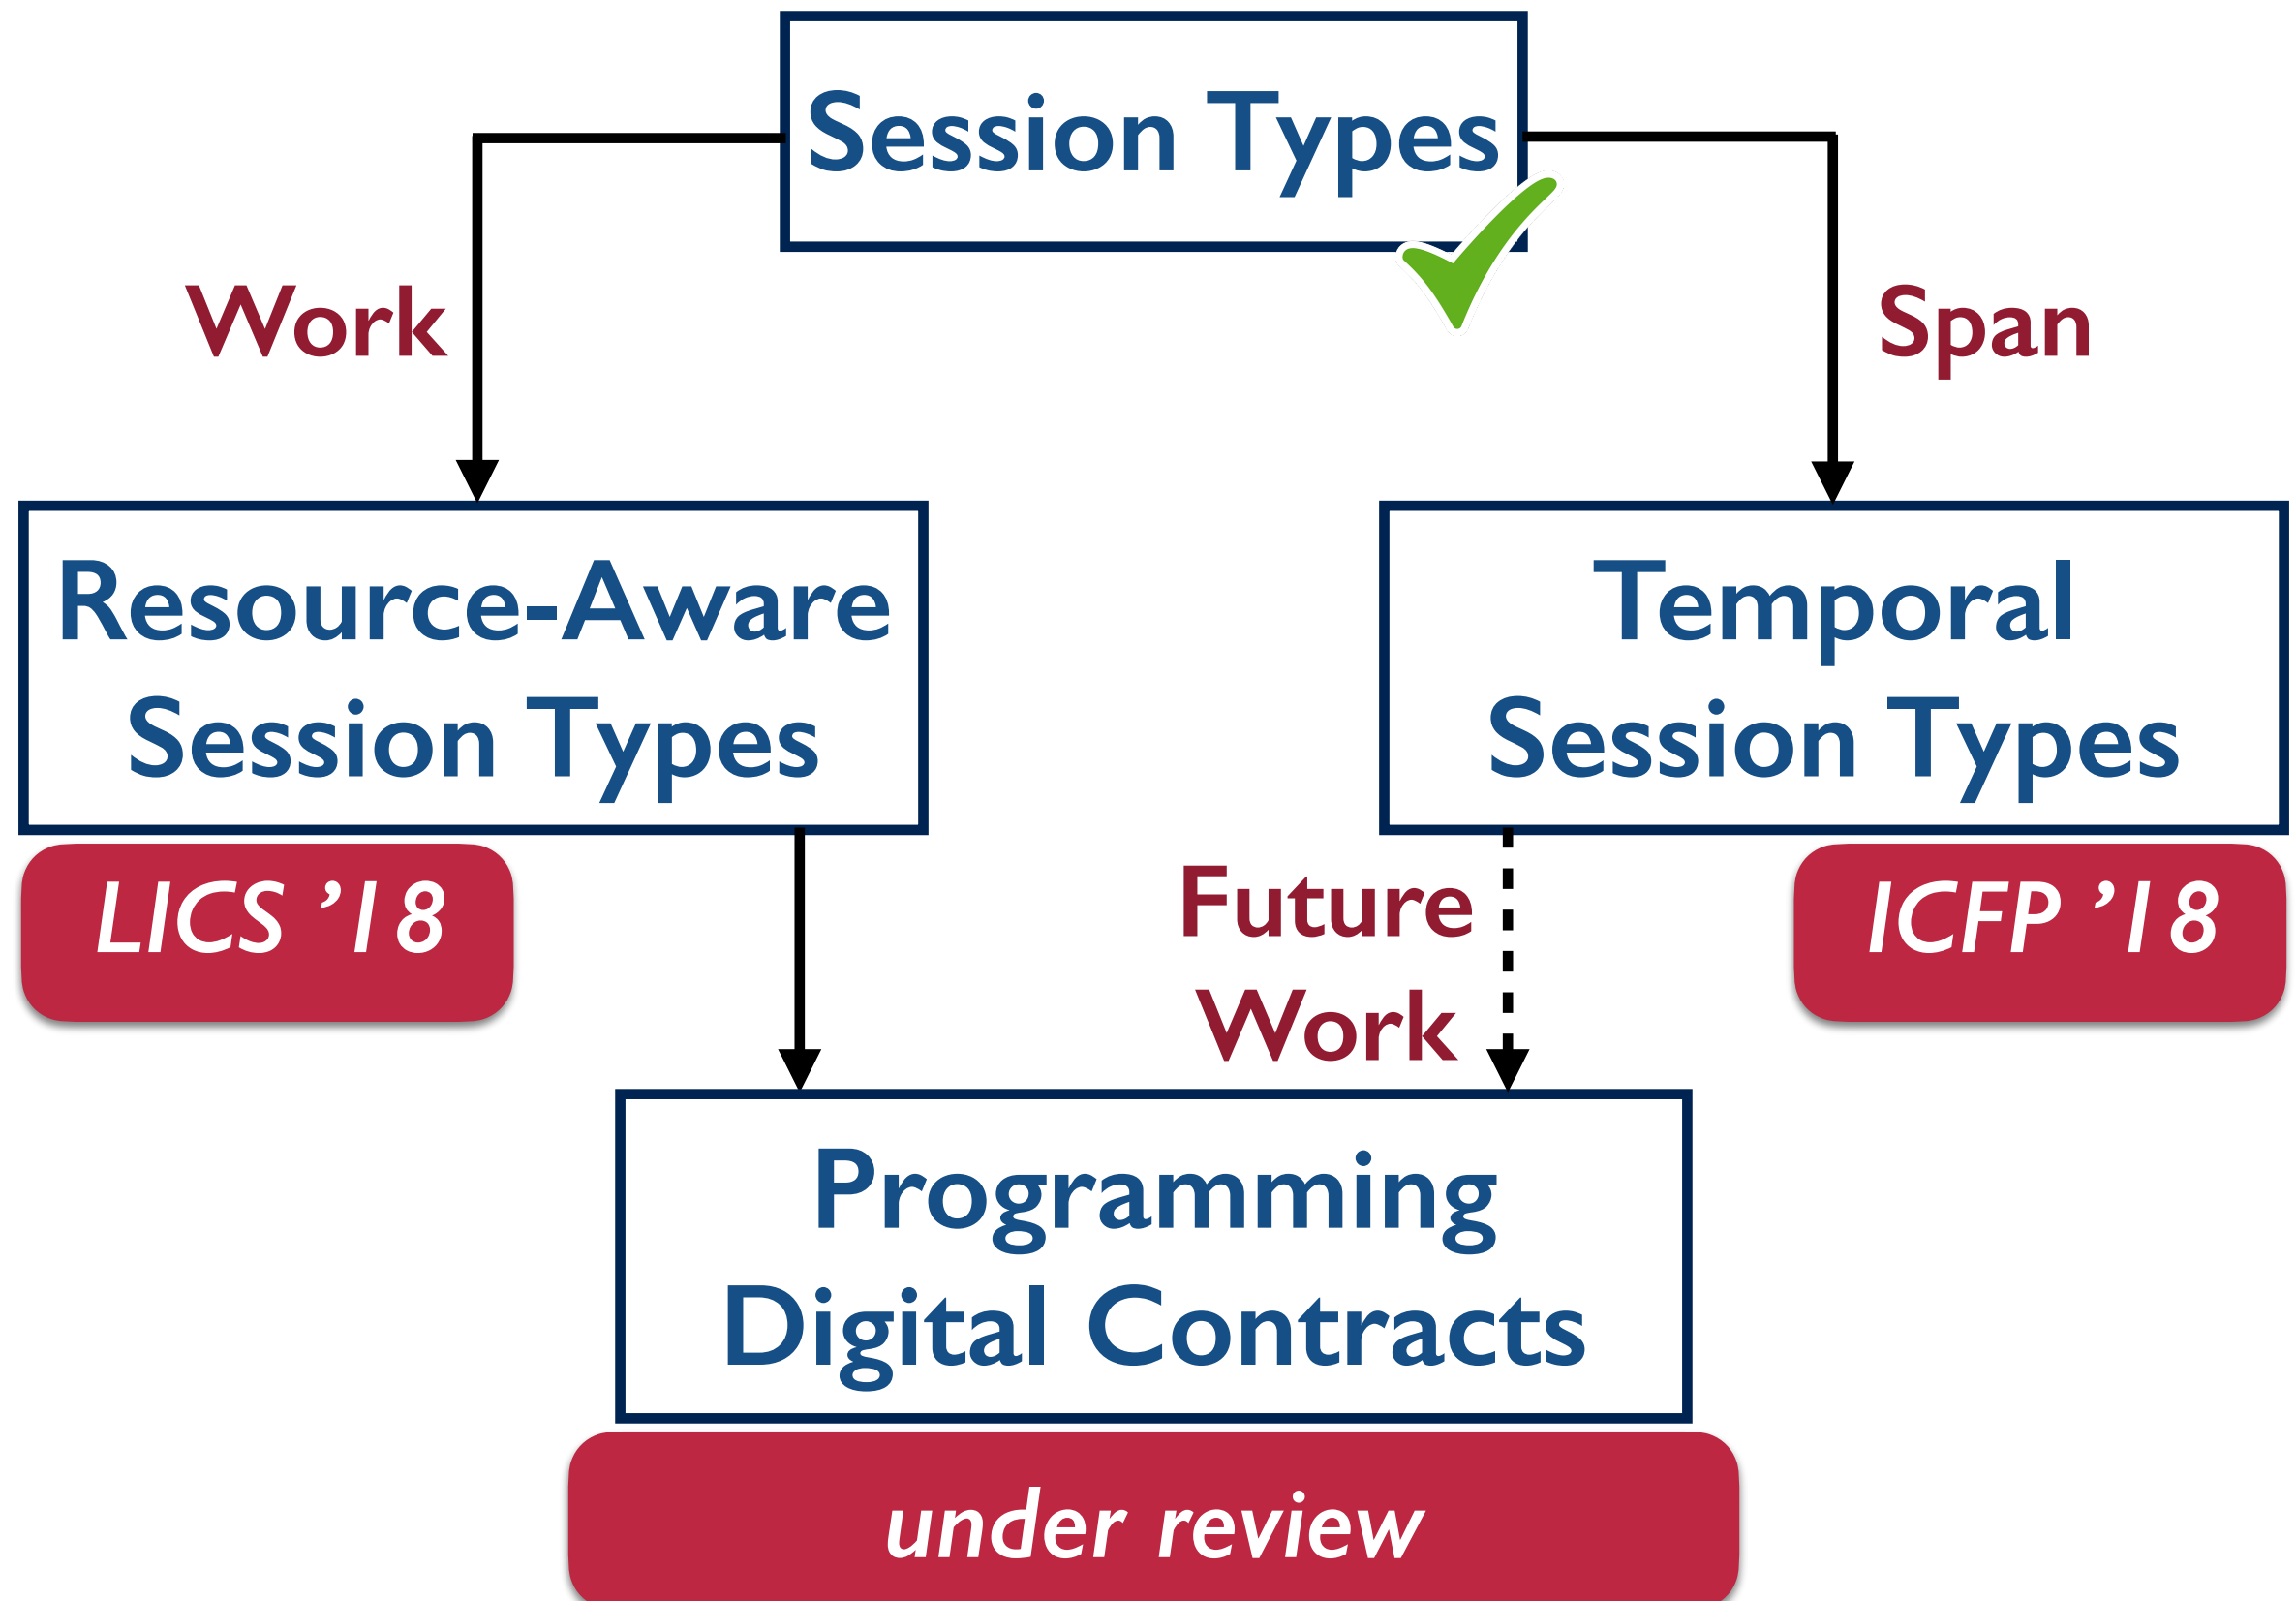 Session Types
Work
Span
Resource-Aware
Session Types
Temporal
Session Types
LICS ’18
Future
Work
ICFP ’18
Programming
Digital Contracts
under review